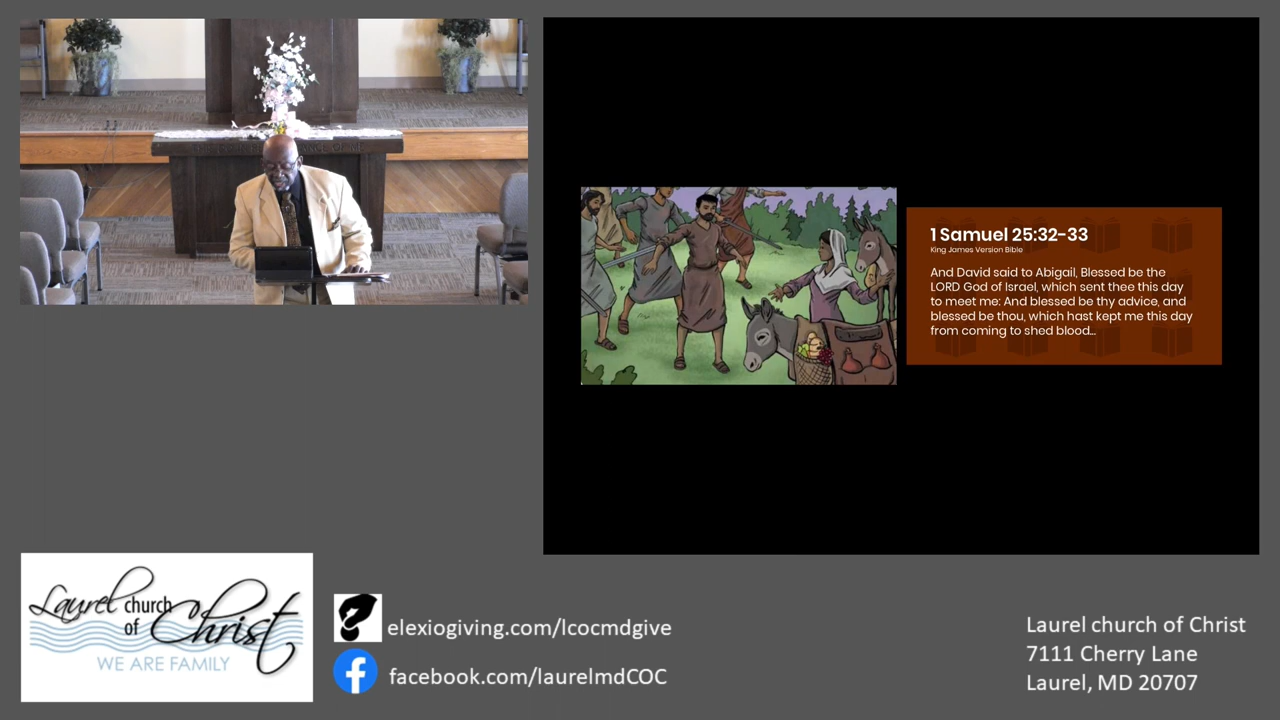 1 Samuel 25:32-33
King James Version Bible
And David said to Abigail, Blessed be the
LORD God of Israel, which sent thee this day
to meet me: And blessed be thy advice, and
blessed be thou, which hast kept me this day
from coming to shed blood...
Laurel church
of Christ
WE ARE FAMILY
elexiogiving.com/lcocmdgive
facebook.com/laurelmdCOC
Laurel church of Christ
7111 Cherry Lane
Laurel, MD 20707